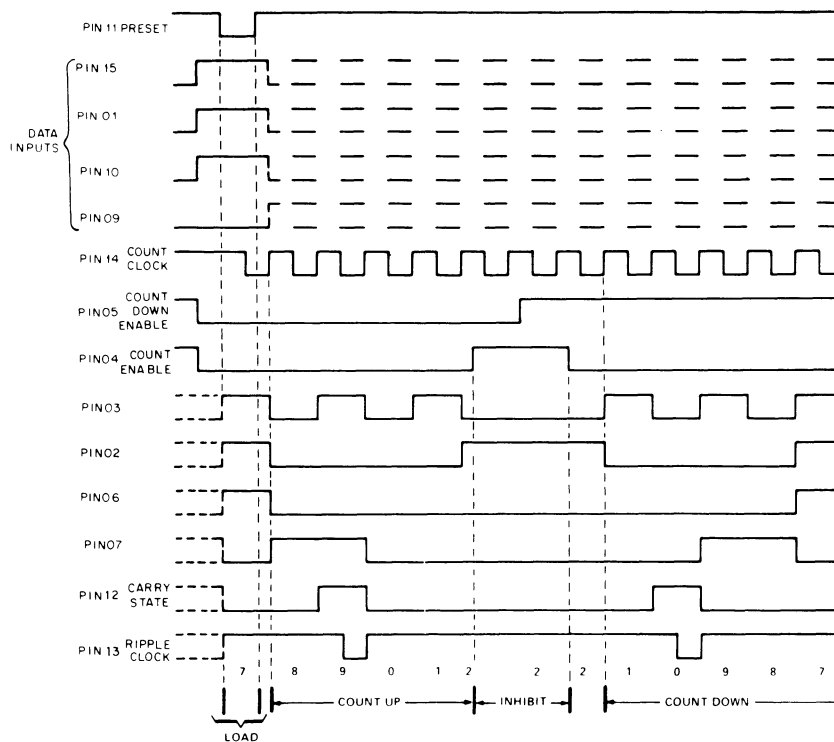 PIN 11 PRESET
PIN 15
PIN 01
DATA
INPUTS
PIN 10
PIN 09
PIN 14 COUNT
CLOCK
PIN 05 COUNT
DOWN
ENABLE
PIN 04 COUNT
ENABLE
PIN 03
PIN 02
PIN 06
PIN 07
PIN 12 CARRY
STATE
PIN 13 RIPPLE
CLOCK
7 8 9 0 1 2 2 2 1 0 9 8 7
COUNT UP INHIBIT COUNT DOWN
LOAD